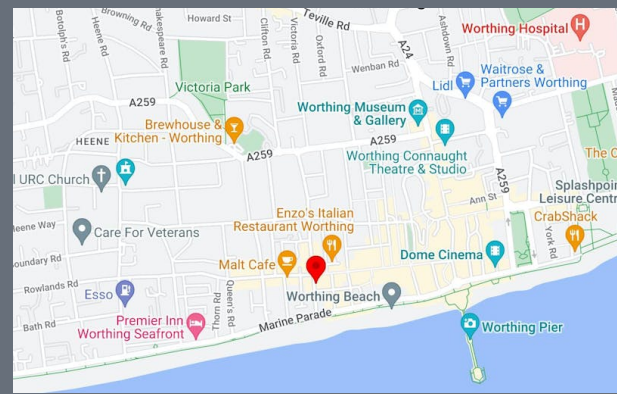 Browning Rd
Howard St
Teville Rd
Worthing Hospital
H
St Botolph's Rd
Heene Rd
Shakespeare Rd
Clifton Rd
Victoria Rd
Oxford Rd
A24
Ashdown Rd
Wenban Rd
Waitrose &
Partners Worthing
Lidl
Victoria Park
A259
Worthing Museum
& Gallery
Brewhouse &
Kitchen - Worthing
HEENE
A259
A259
Worthing Connaught
Theatre & Studio
The C
URC Church
A259
Splashpoin
Leisure Centr
Ann St
Heene Way
Care For Veterans
Enzo's Italian
Restaurant Worthing
CrabShack
York Rd
Boundary Rd
Malt Cafe
Dome Cinema
Rowlands Rd
Esso
Worthing Beach
Thorn Rd
Queen's Rd
Bath Rd
Premier Inn
Worthing Seafront
Marine Parade
Worthing Pier